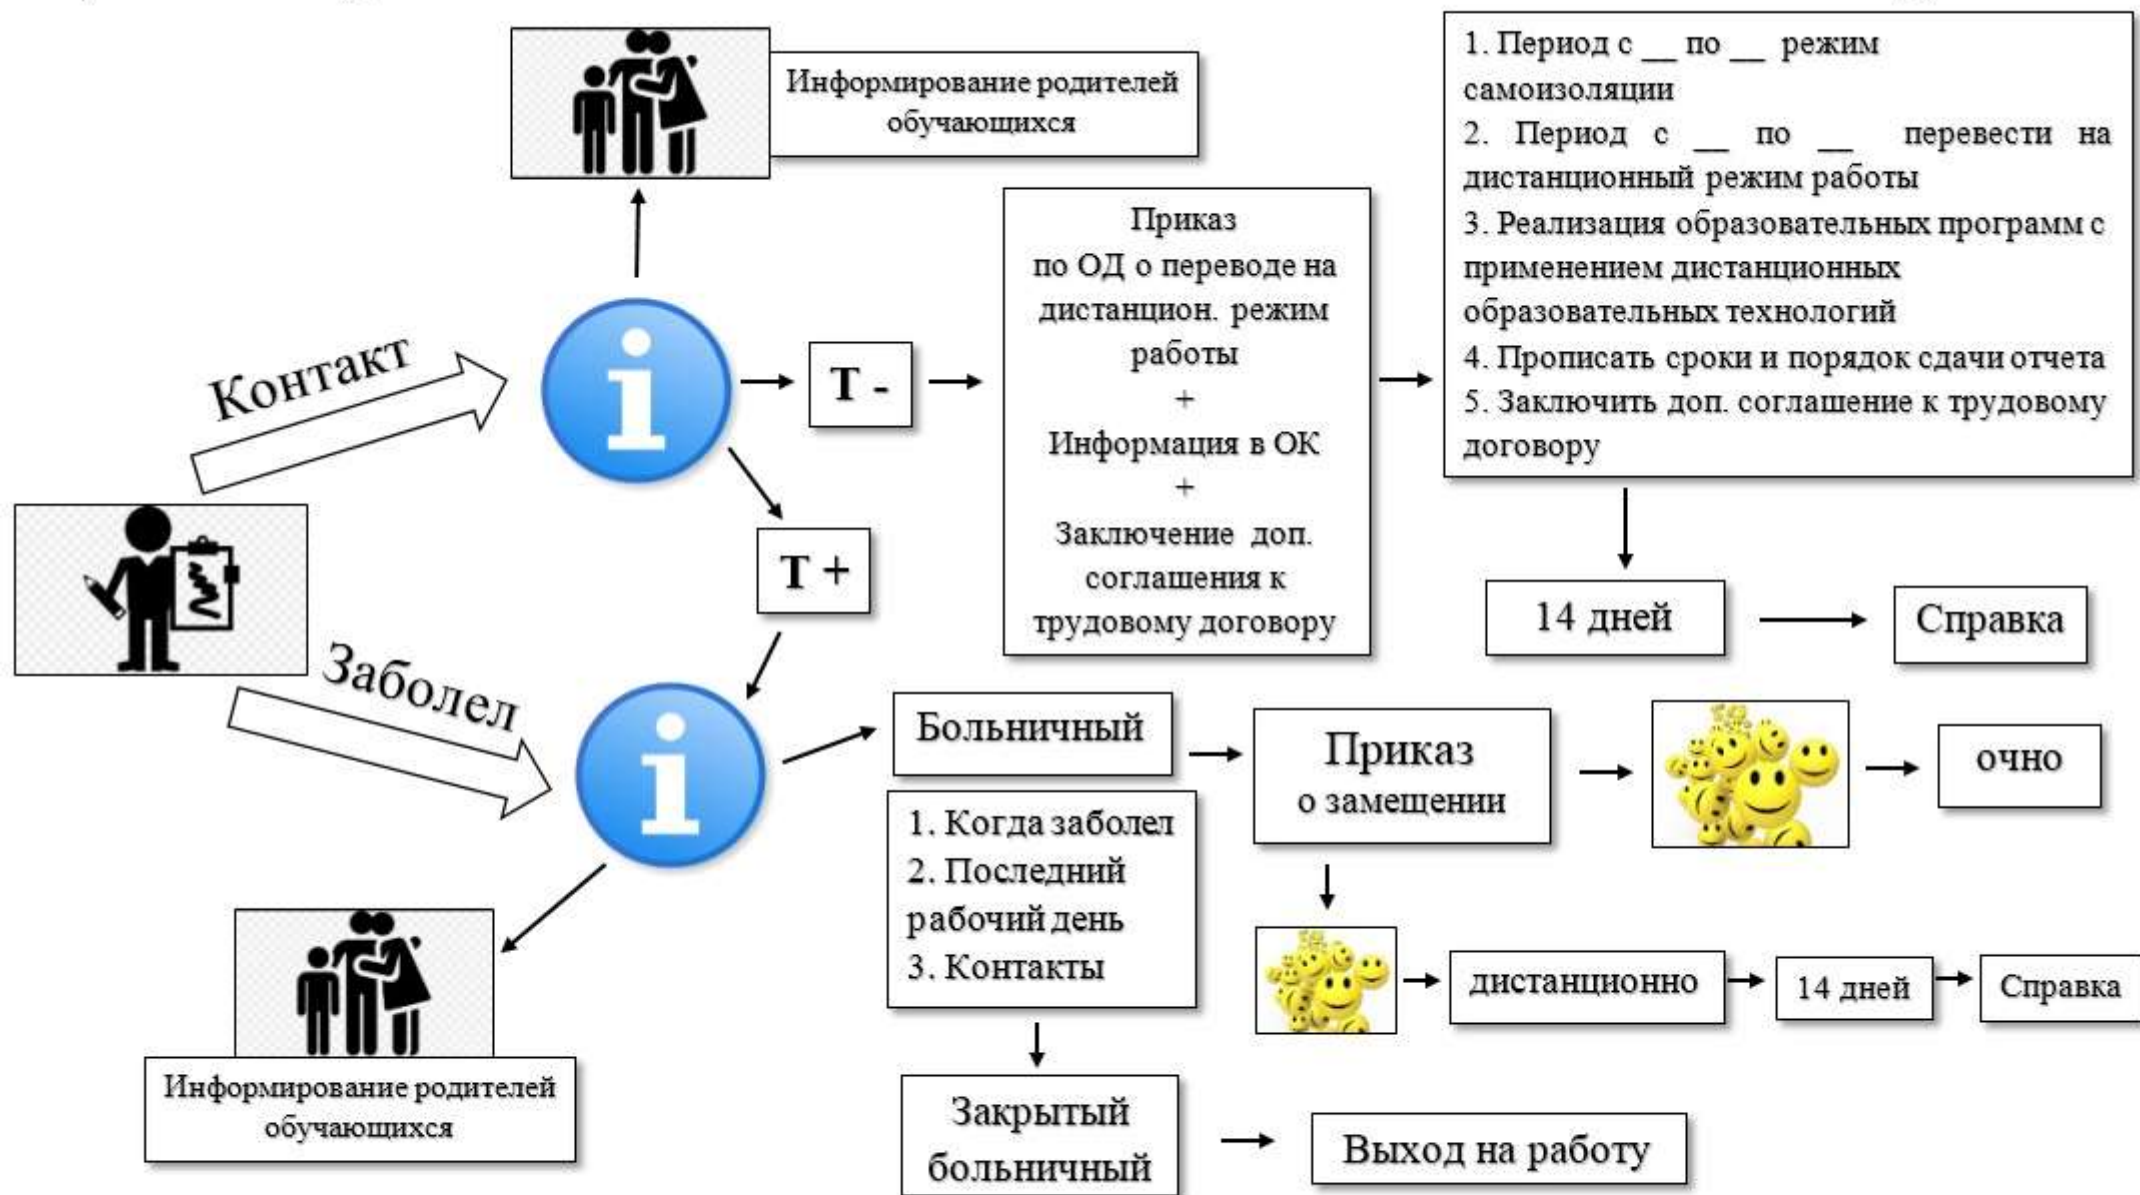 Информирование родителей
обучающихся
1. Период с __ по __ режим
самоизоляции
2. Период с __ по __ перевести на
дистанционный режим работы
3. Реализация образовательных программ с
применением дистанционных
образовательных технологий
4. Прописать сроки и порядок сдачи отчета
5. Заключить доп. соглашение к трудовому
договору
Контакт
Т -
Приказ
по ОД о переводе на
дистанцион. режим
работы
+
Информация в ОК
+
Заключение доп.
соглашения к
трудовому договору
Т +
14 дней
Справка
Заболел
Больничный
1. Когда заболел
2. Последний
рабочий день
3. Контакты
Приказ
о замещении
очно
дистанционно
14 дней
Справка
Информирование родителей
обучающихся
Закрытый
больничный
Выход на работу